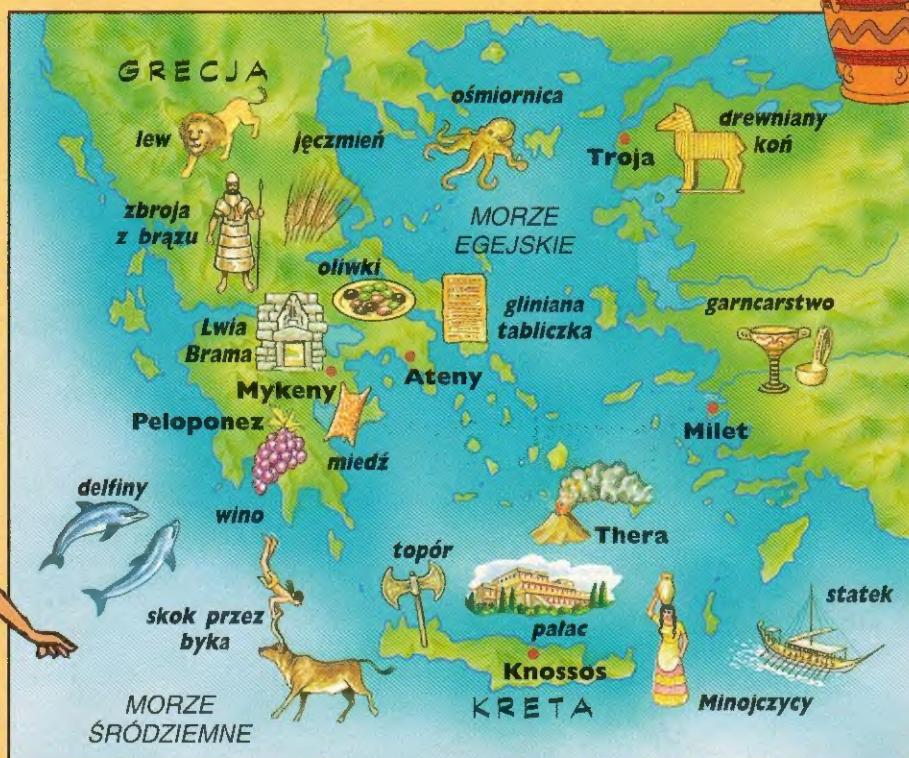 GRECJA
ośmiornica
lew
jęczmień
drewniany
koń
Troja
zbroja
z brązu
MORZE
EGEJSKIE
oliwki
gliniana
tabliczka
garncarstwo
Lwia
Brama
Ateny
Mykeny
Peloponez
Milet
miedź
delfiny
wino
Thera
topór
statek
skok przez
byka
pałac
Knossos
Minojczycy
KRETA
MORZE
ŚRÓDZIEMNE